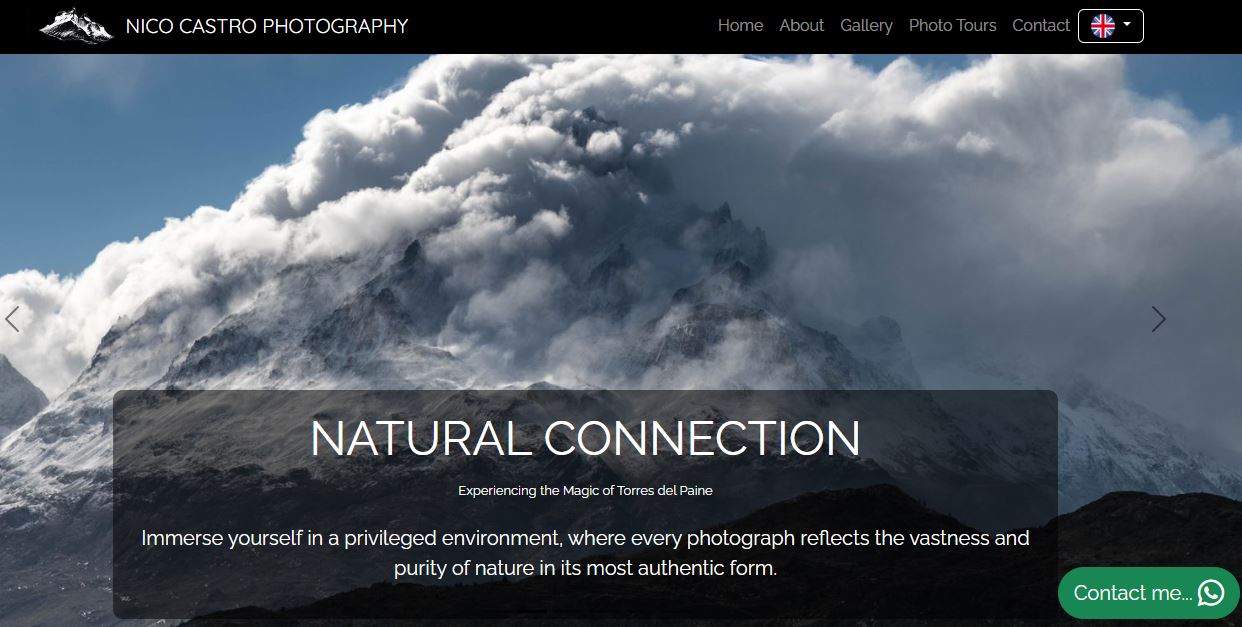 NICO CASTRO PHOTOGRAPHY
Home About Gallery Photo Tours Contact
NATURAL CONNECTION
Experiencing the Magic of Torres del Paine
Immerse yourself in a privileged environment, where every photograph reflects the vastness and
purity of nature in its most authentic form.
Contact me...